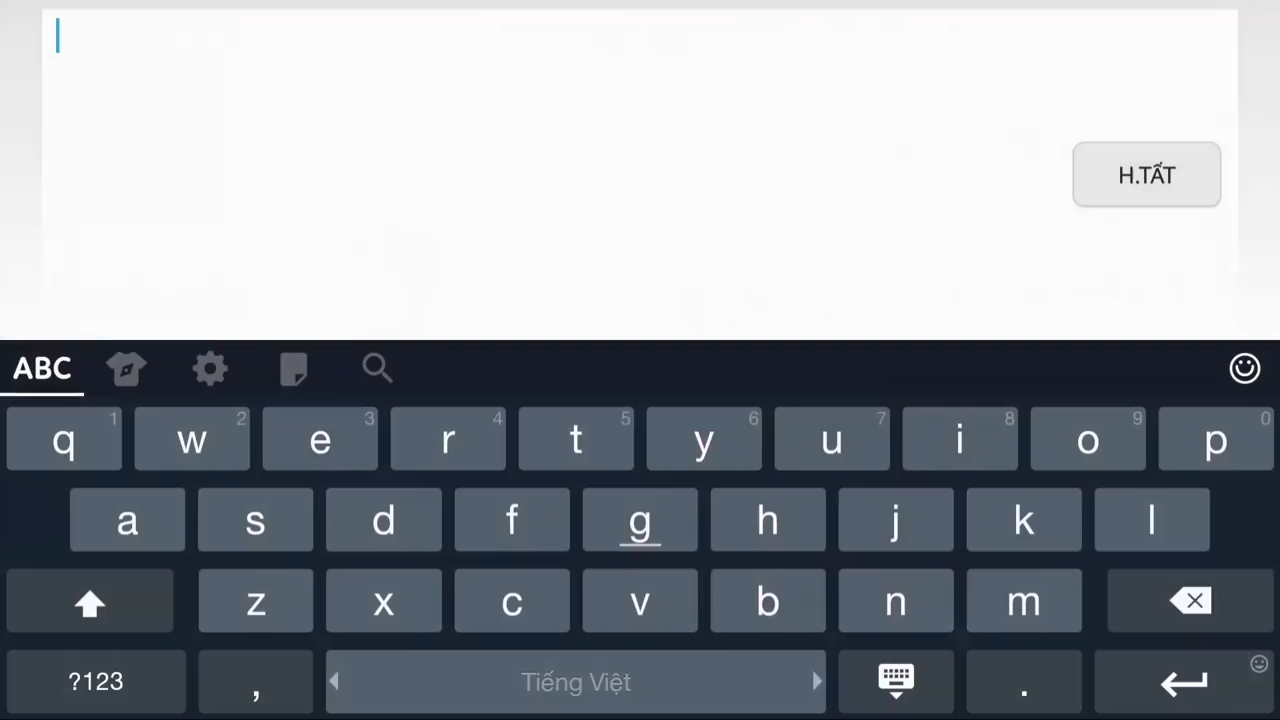 H.TẤT
ABC
1 2 3 4 5 6 7 8 9 0
q w e r t y u i o p
a s d f g h j k l
z x c v b n m
?123 , Tiếng Việt .